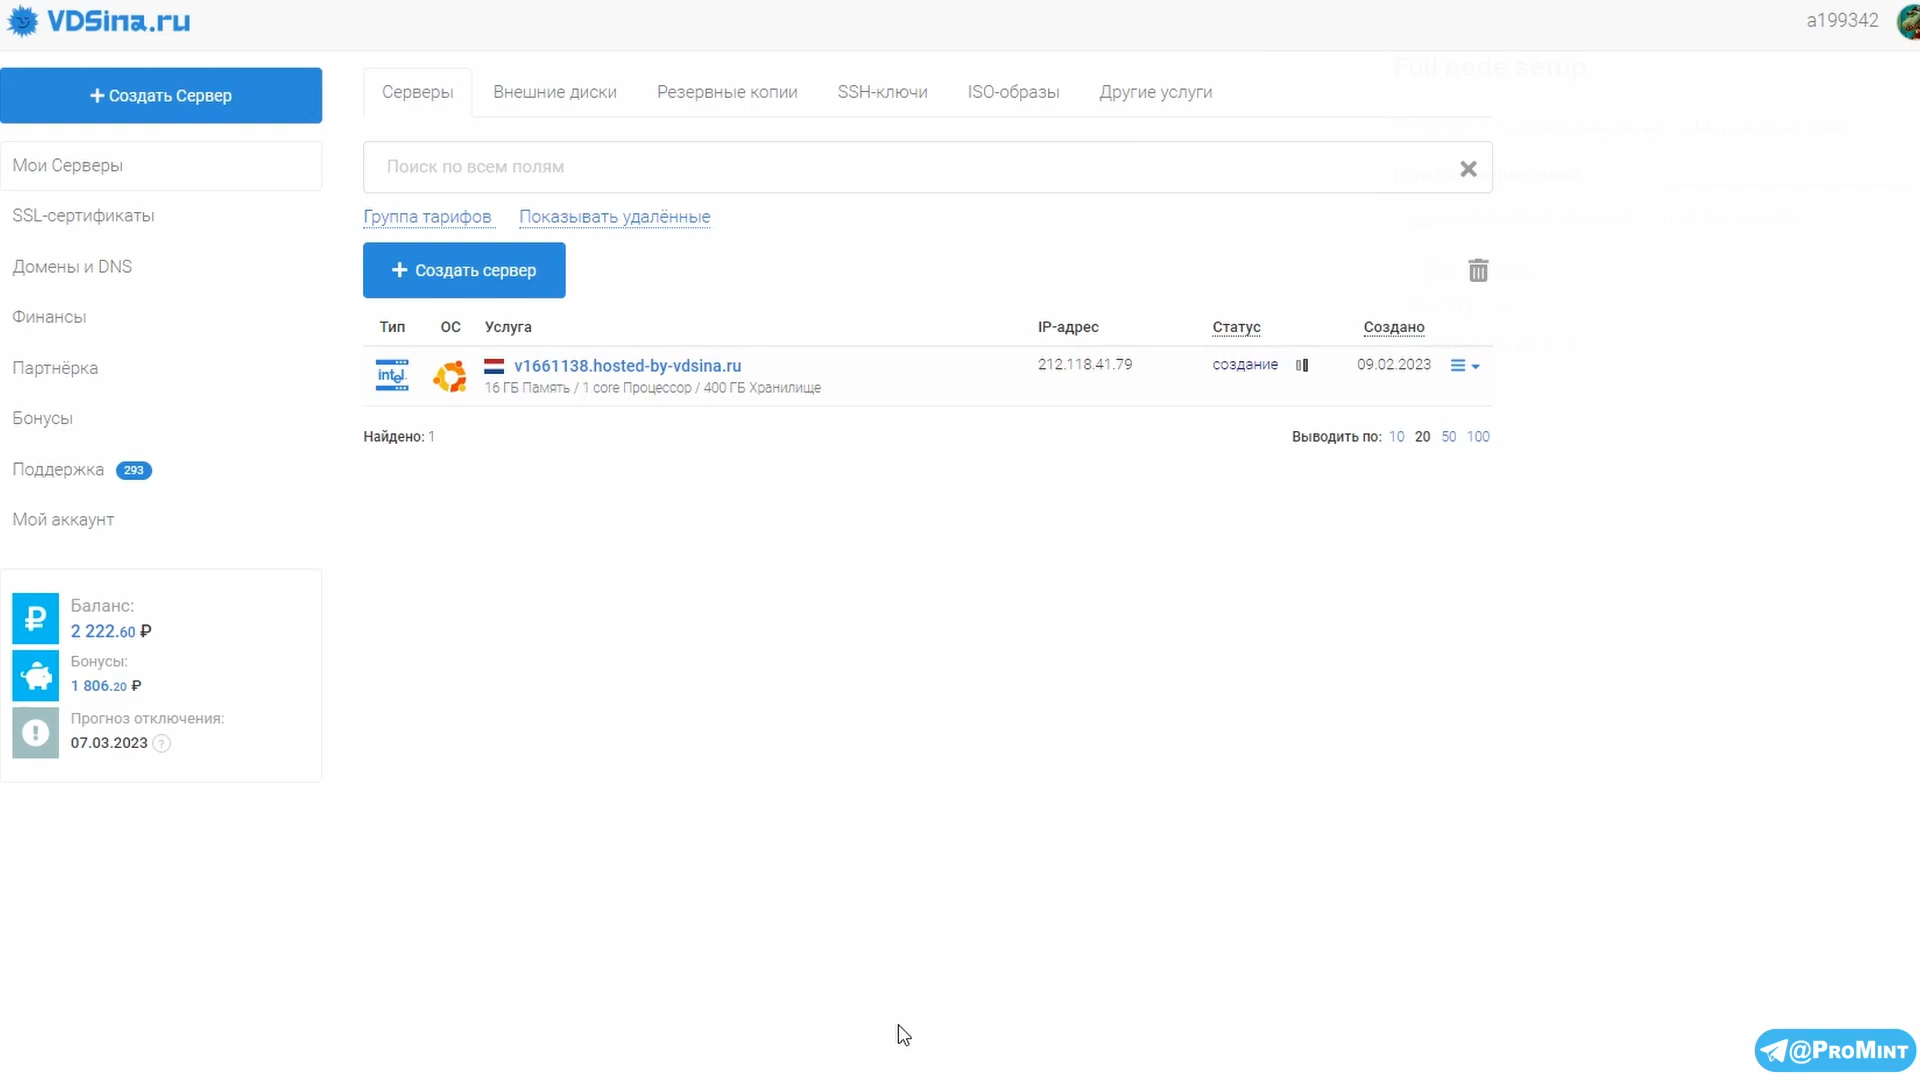 VDSina.ru
a199342
Full node setup
Создать Сервер
Серверы
Внешние диски
Резервные копии
SSH-ключи
ISO-образы
Другие услуги
Мои Серверы
SSL-сертификаты
Домены и DNS
Финансы
Партнёрка
Бонусы
Поддержка 293
Мой аккаунт
Баланс:
2 222.60 ₽
Бонусы:
1 806.20 ₽
Прогноз отключения:
07.03.2023 ?
Поиск по всем полям
Группа тарифов Показывать удалённые
Создать сервер
Тип ОС Услуга IP-адрес Статус Создано
intel v1661138.hosted-by-vdsina.ru 212.118.41.79 создание 09.02.2023
16 ГБ Память / 1 core Процессор / 400 ГБ Хранилище
Найдено: 1 Выводить по: 10 20 50 100
@ProMint